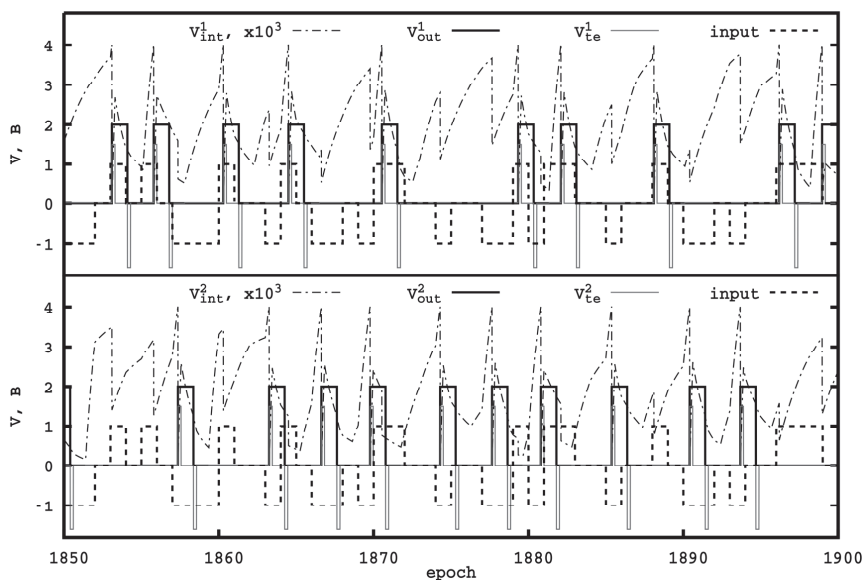 V¹int, x10³ V¹out V¹te input
4
3
2
1
0
-1
V, B
V²int, x10³ V²out V²te input
4
3
2
1
0
-1
V, B
1850 1860 1870 1880 1890 1900
epoch